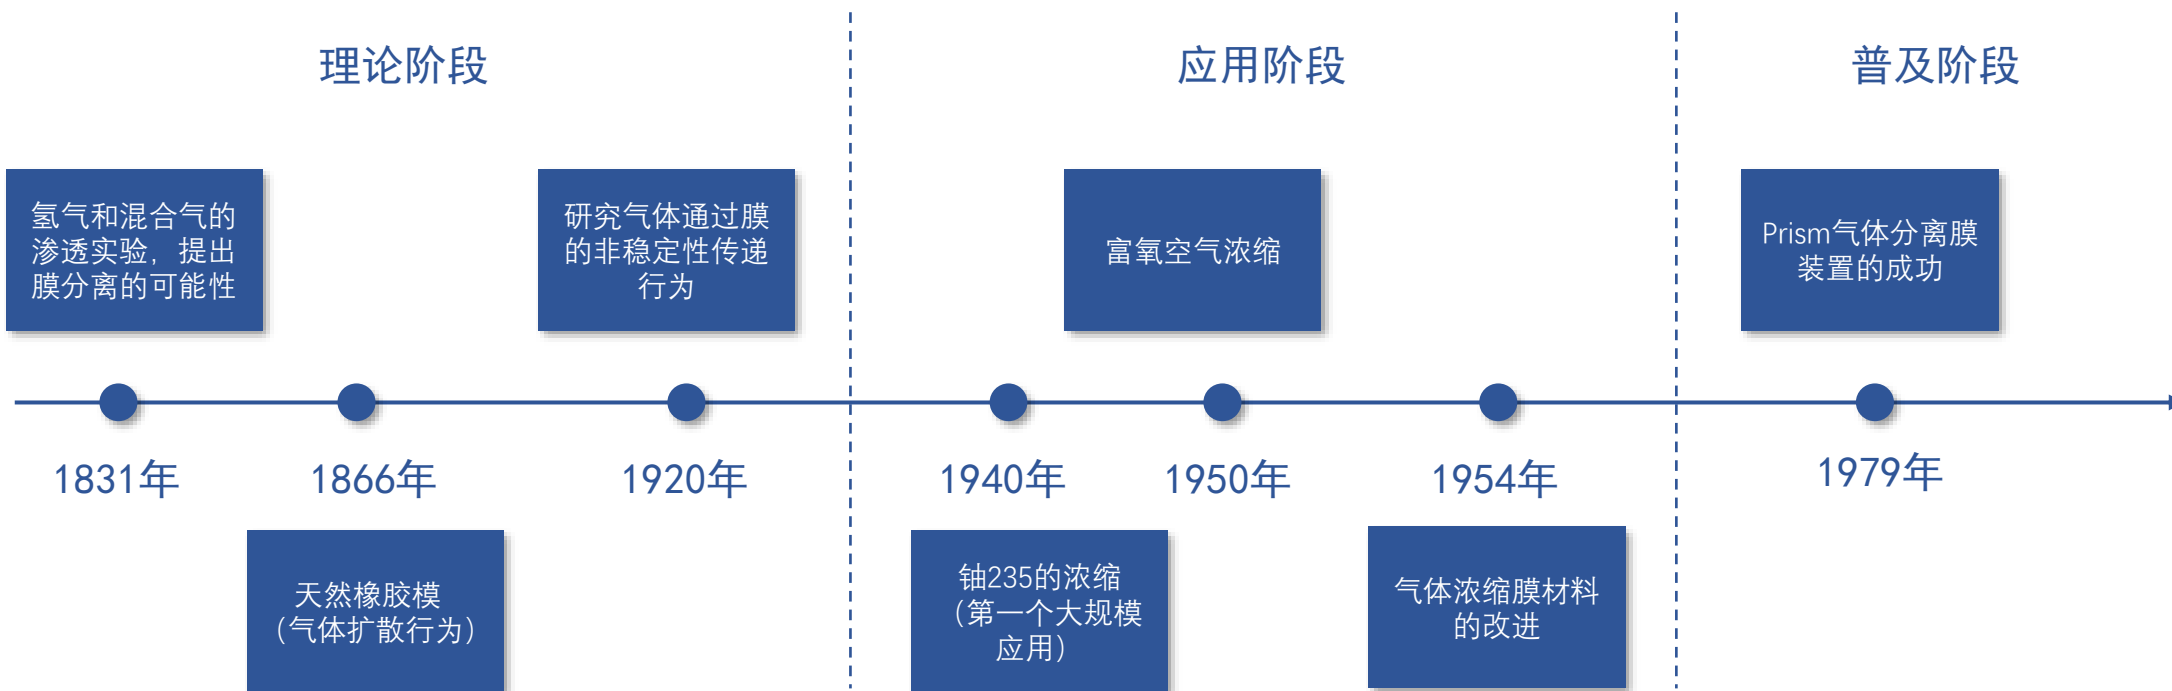 理论阶段
应用阶段
普及阶段
氢气和混合气的
渗透实验，提出
膜分离的可能性
研究气体通过膜
的非稳定性传递
行为
富氧空气浓缩
Prism气体分离膜
装置的成功
1831年
1866年
1920年
1940年
1950年
1954年
1979年
天然橡胶模
（气体扩散行为）
铀235的浓缩
（第一个大规模
应用）
气体浓缩膜材料
的改进